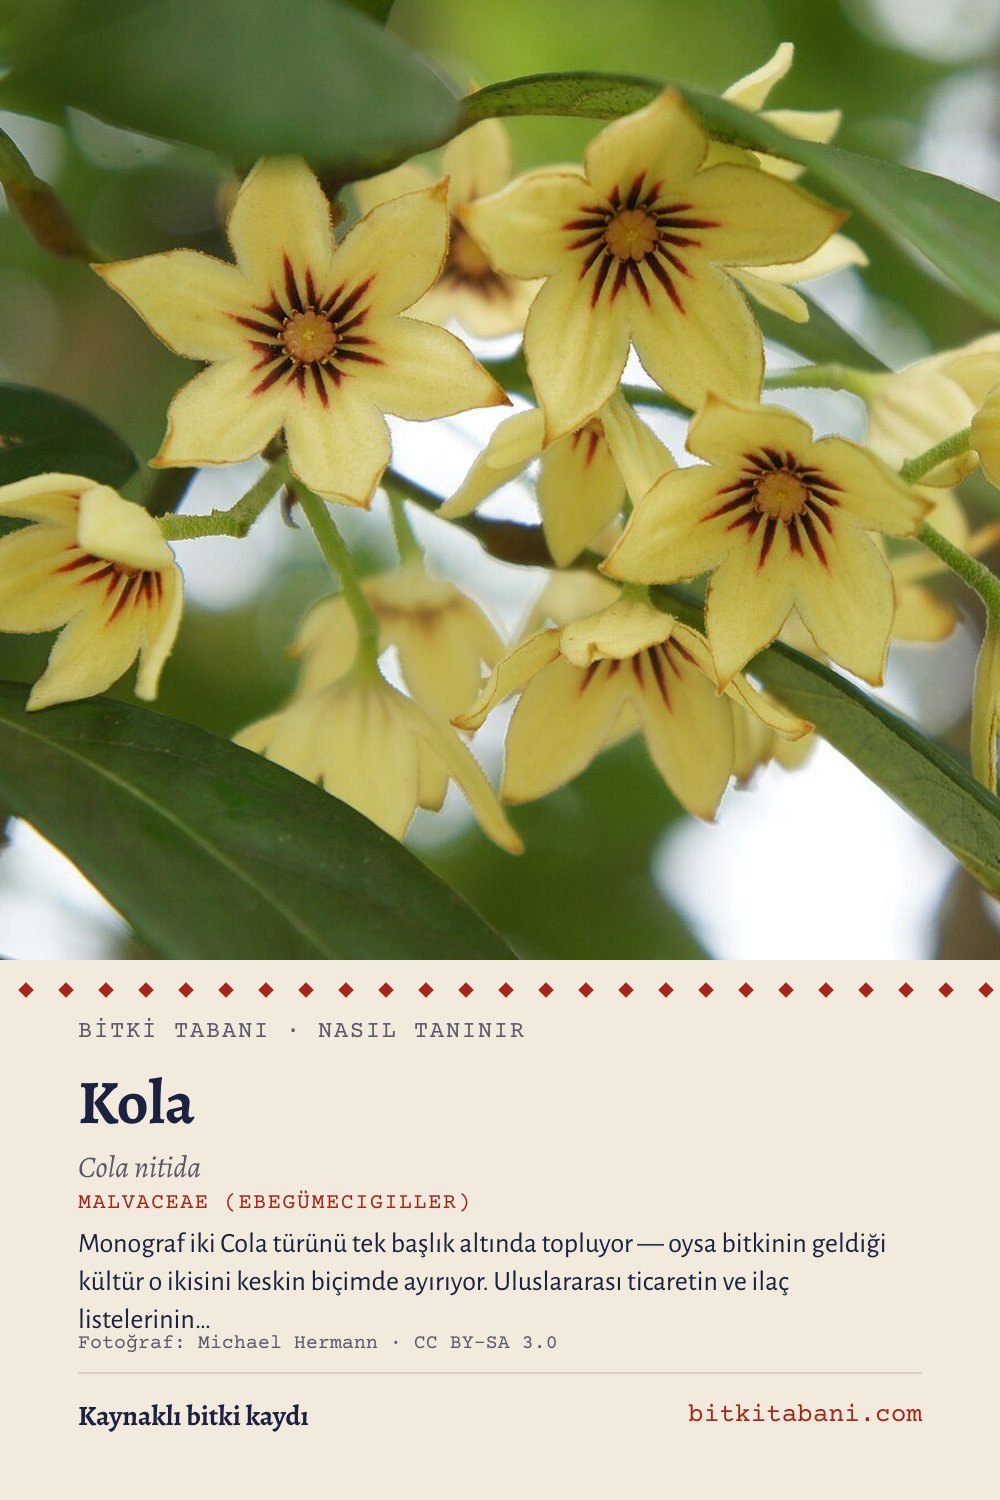 BİTKİ TABANI · NASIL TANINIR
Kola
Cola nitida
MALVACEAE (EBEGÜMECIGILLER)
Monograf iki Cola türünü tek başlık altında topluyor — oysa bitkinin geldiği
kültür o ikisini keskin biçimde ayırıyor. Uluslararası ticaretin ve ilaç
listelerinin...
Fotoğraf: Michael Hermann · CC BY-SA 3.0
Kaynaklı bitki kaydı
bitkitabani.com